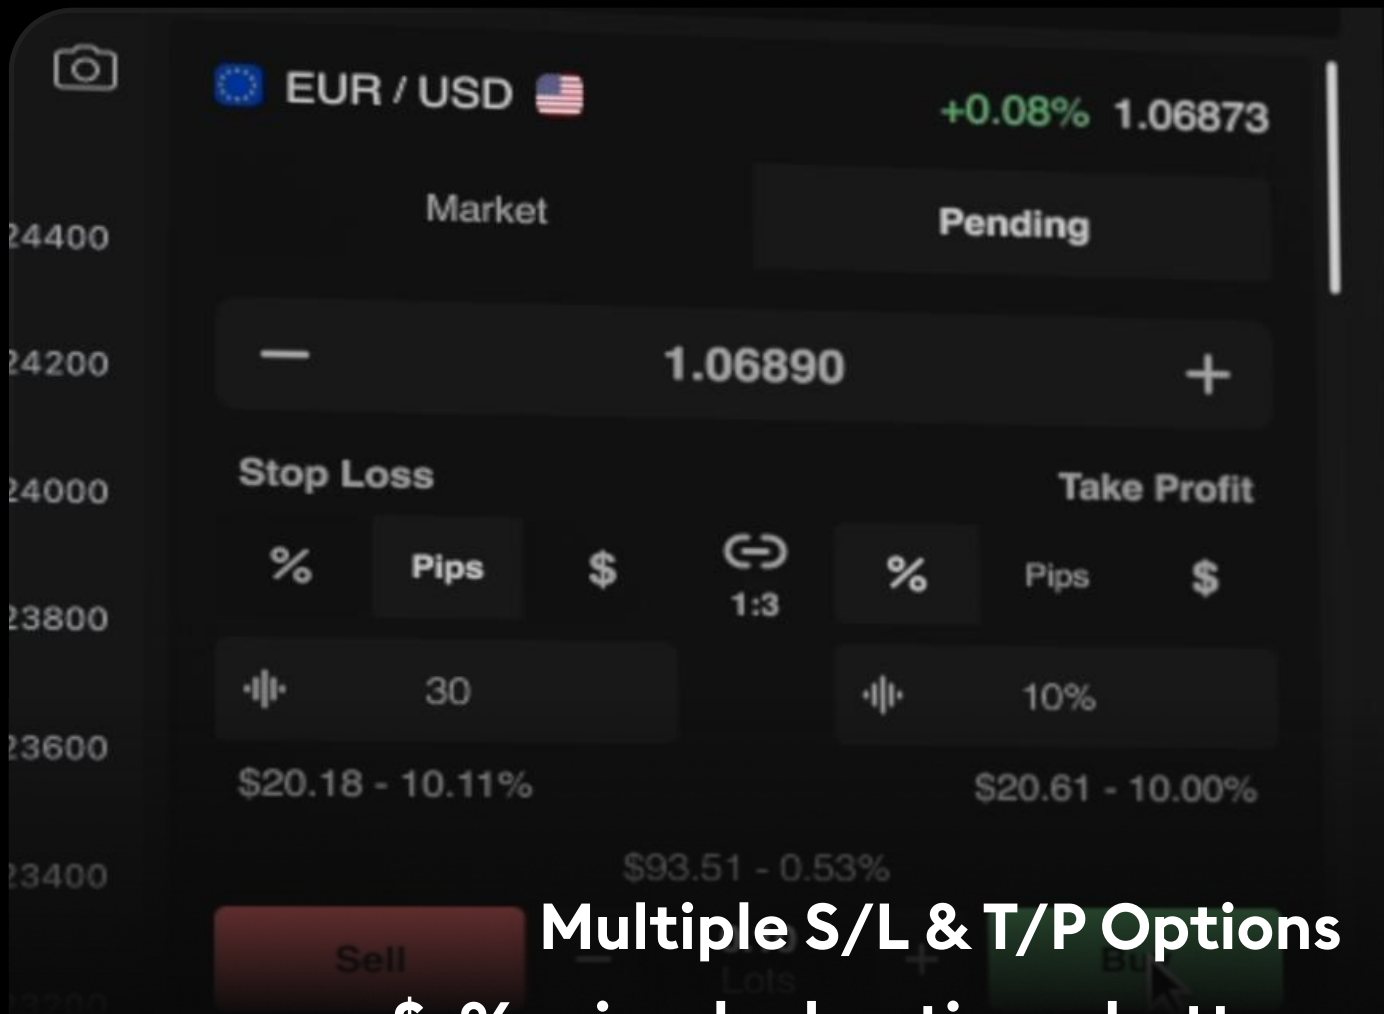 EUR / USD
+0.08% 1.06873
Market
Pending
24400
24200
24000
23800
23600
23400
23200
− 1.06890 +
Stop Loss
Take Profit
% Pips $
1:3
% Pips $
30
10%
$20.18 - 10.11%
$20.61 - 10.00%
$93.51 - 0.53%
Sell
Lots
Multiple S/L & T/P Options